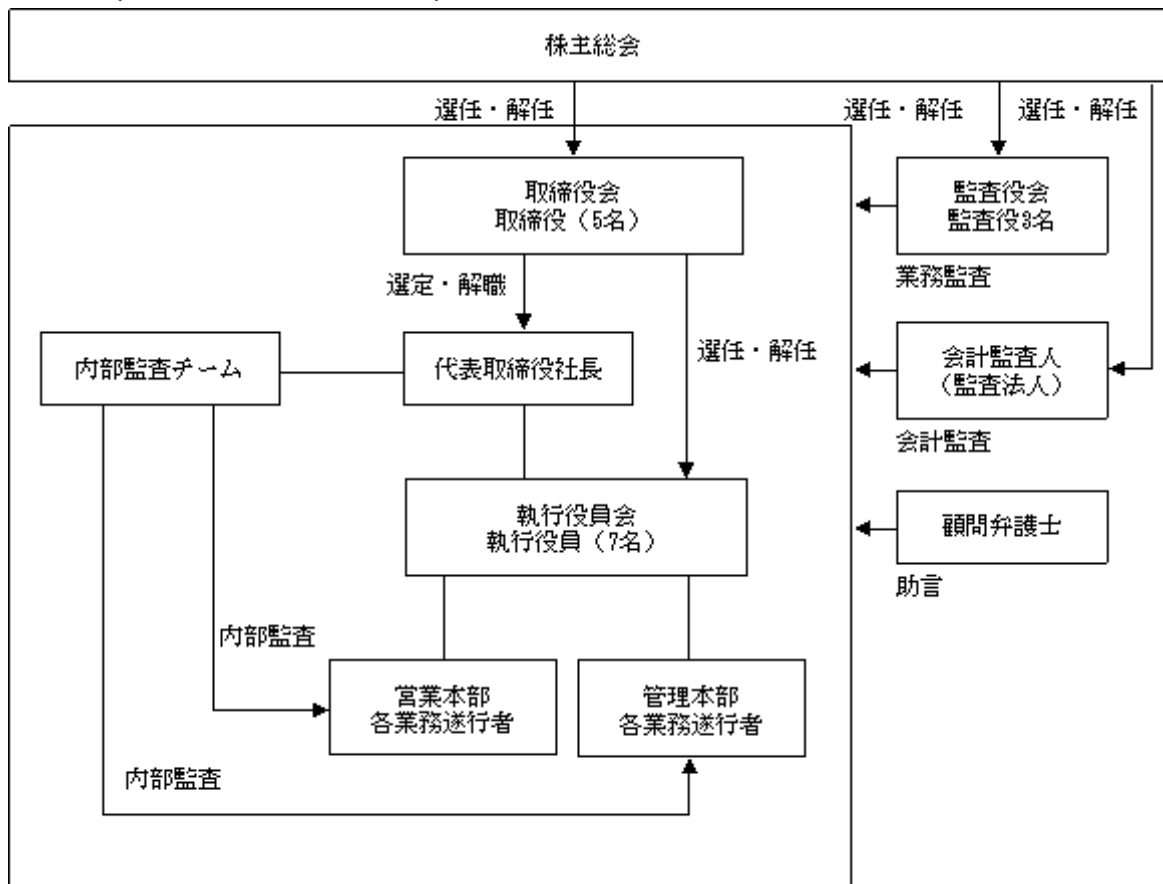 株主総会
選任・解任
選任・解任
選任・解任
取締役会
取締役（5名）
監査役会
監査役3名
業務監査
選定・解職
内部監査チーム
代表取締役社長
選任・解任
会計監査人
（監査法人）
会計監査
執行役員会
執行役員（7名）
顧問弁護士
助言
内部監査
営業本部
各業務遂行者
管理本部
各業務遂行者
内部監査